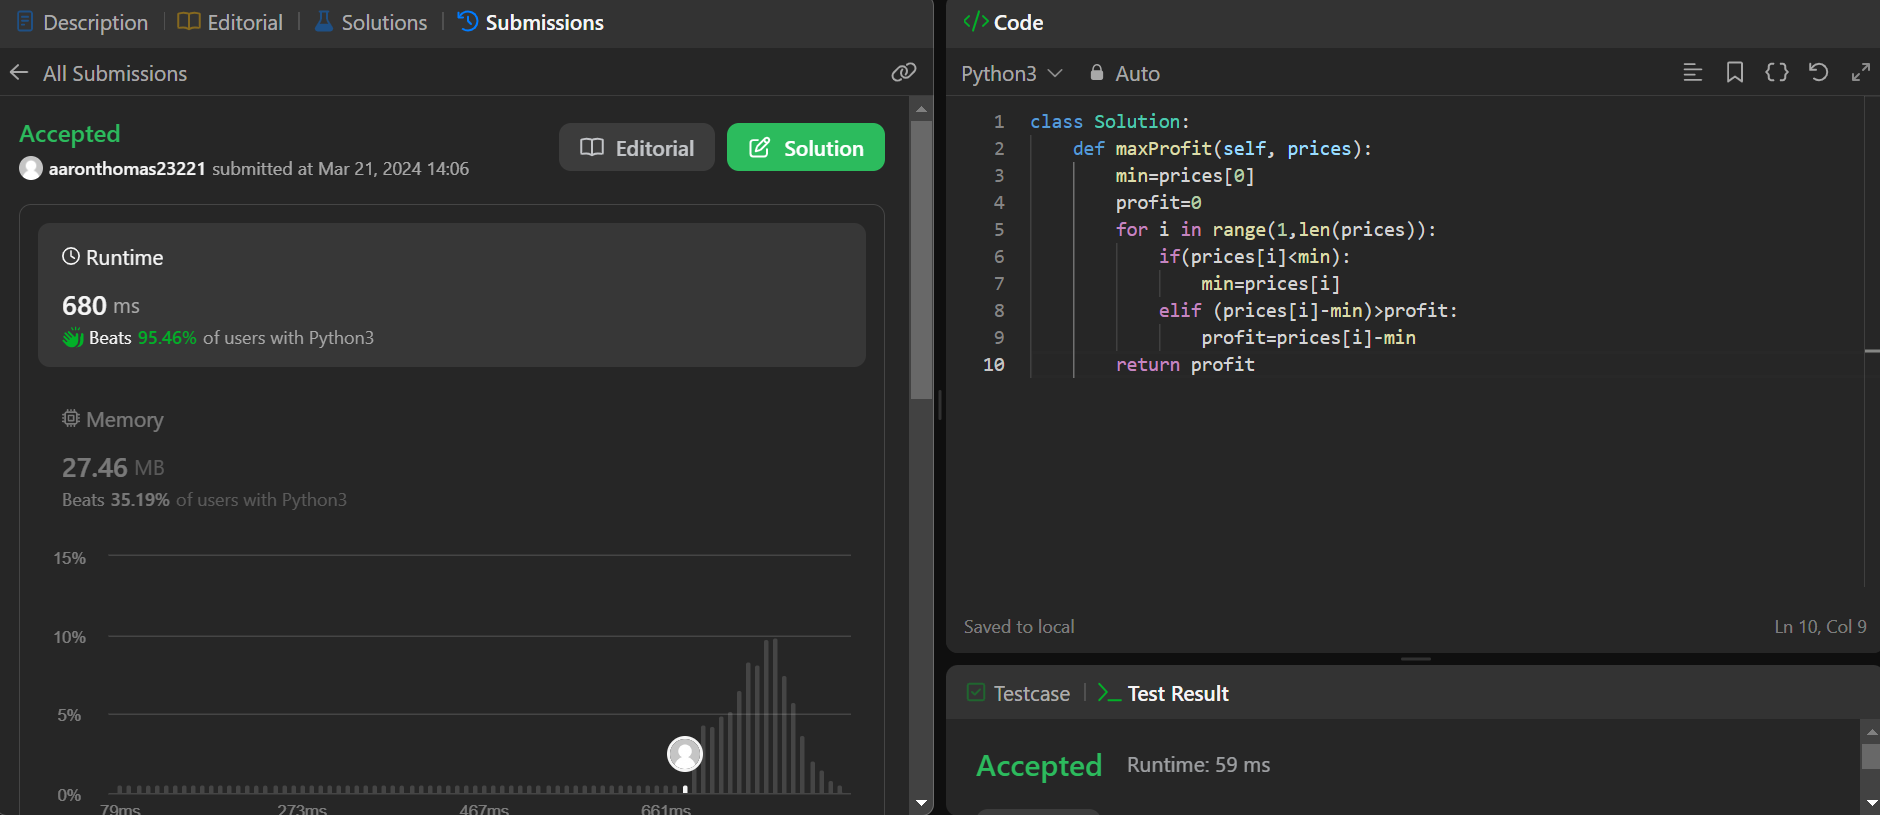 Description
Editorial
Solutions
Submissions
All Submissions
Accepted
aaronthomas23221 submitted at Mar 21, 2024 14:06
Editorial
Solution
Runtime
680 ms
Beats 95.46% of users with Python3
Memory
27.46 MB
Beats 35.19% of users with Python3
15%
10%
5%
0%
79ms 273ms 467ms 661ms
</> Code
Python3
Auto
{}
1 class Solution:
2     def maxProfit(self, prices):
3         min=prices[0]
4         profit=0
5         for i in range(1,len(prices)):
6             if(prices[i]<min):
7                 min=prices[i]
8             elif (prices[i]-min)>profit:
9                 profit=prices[i]-min
10         return profit
Saved to local
Ln 10, Col 9
Testcase
>_ Test Result
Accepted Runtime: 59 ms